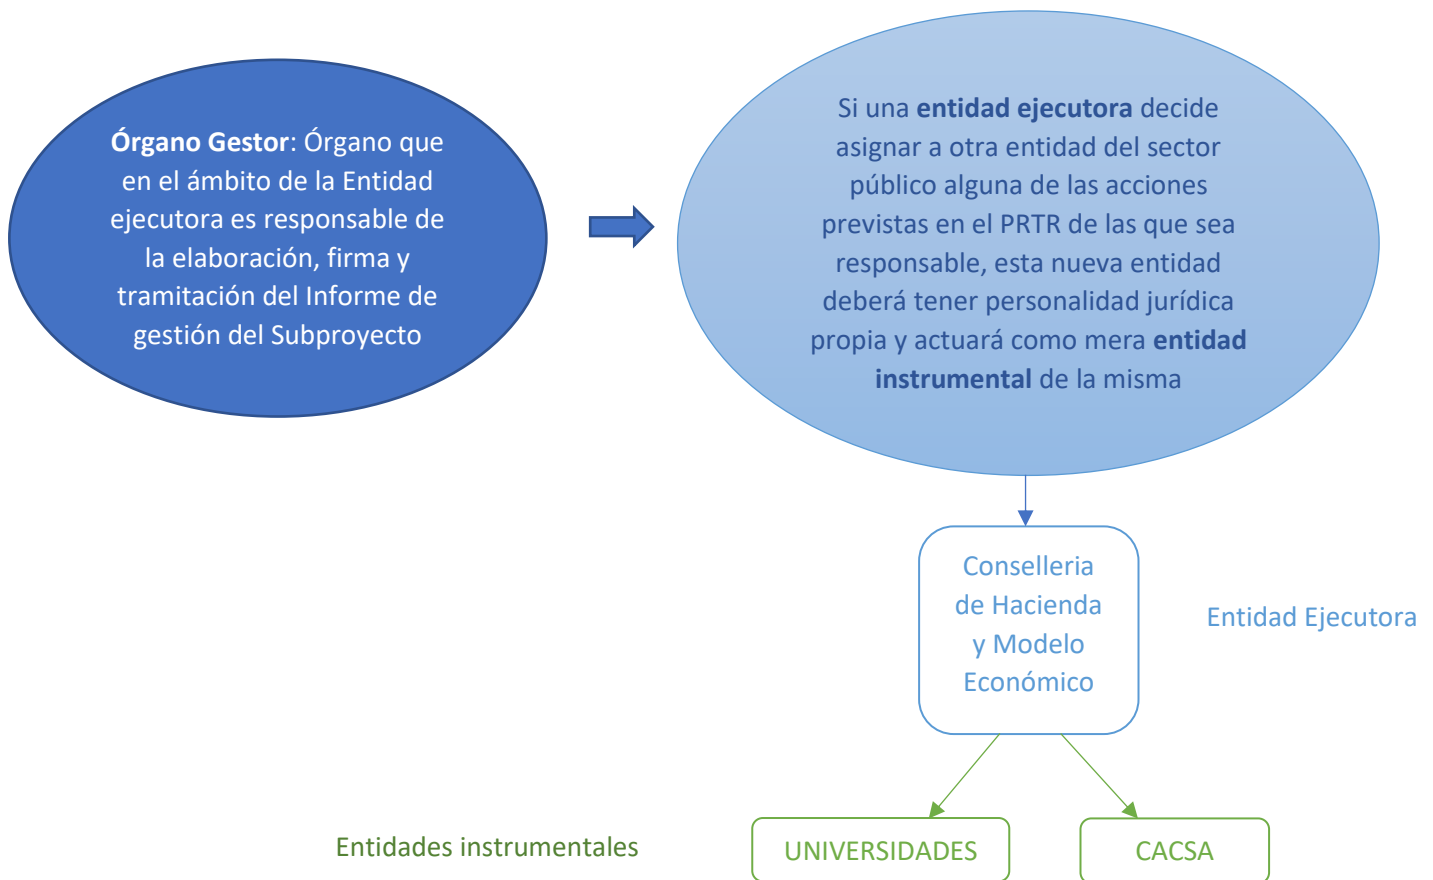 Órgano Gestor: Órgano que
en el ámbito de la Entidad
ejecutora es responsable de
la elaboración, firma y
tramitación del Informe de
gestión del Subproyecto
Si una entidad ejecutora decide
asignar a otra entidad del sector
público alguna de las acciones
previstas en el PRTR de las que sea
responsable, esta nueva entidad
deberá tener personalidad jurídica
propia y actuará como mera entidad
instrumental de la misma
Conselleria
de Hacienda
y Modelo
Económico
Entidad Ejecutora
Entidades instrumentales
UNIVERSIDADES
CACSA